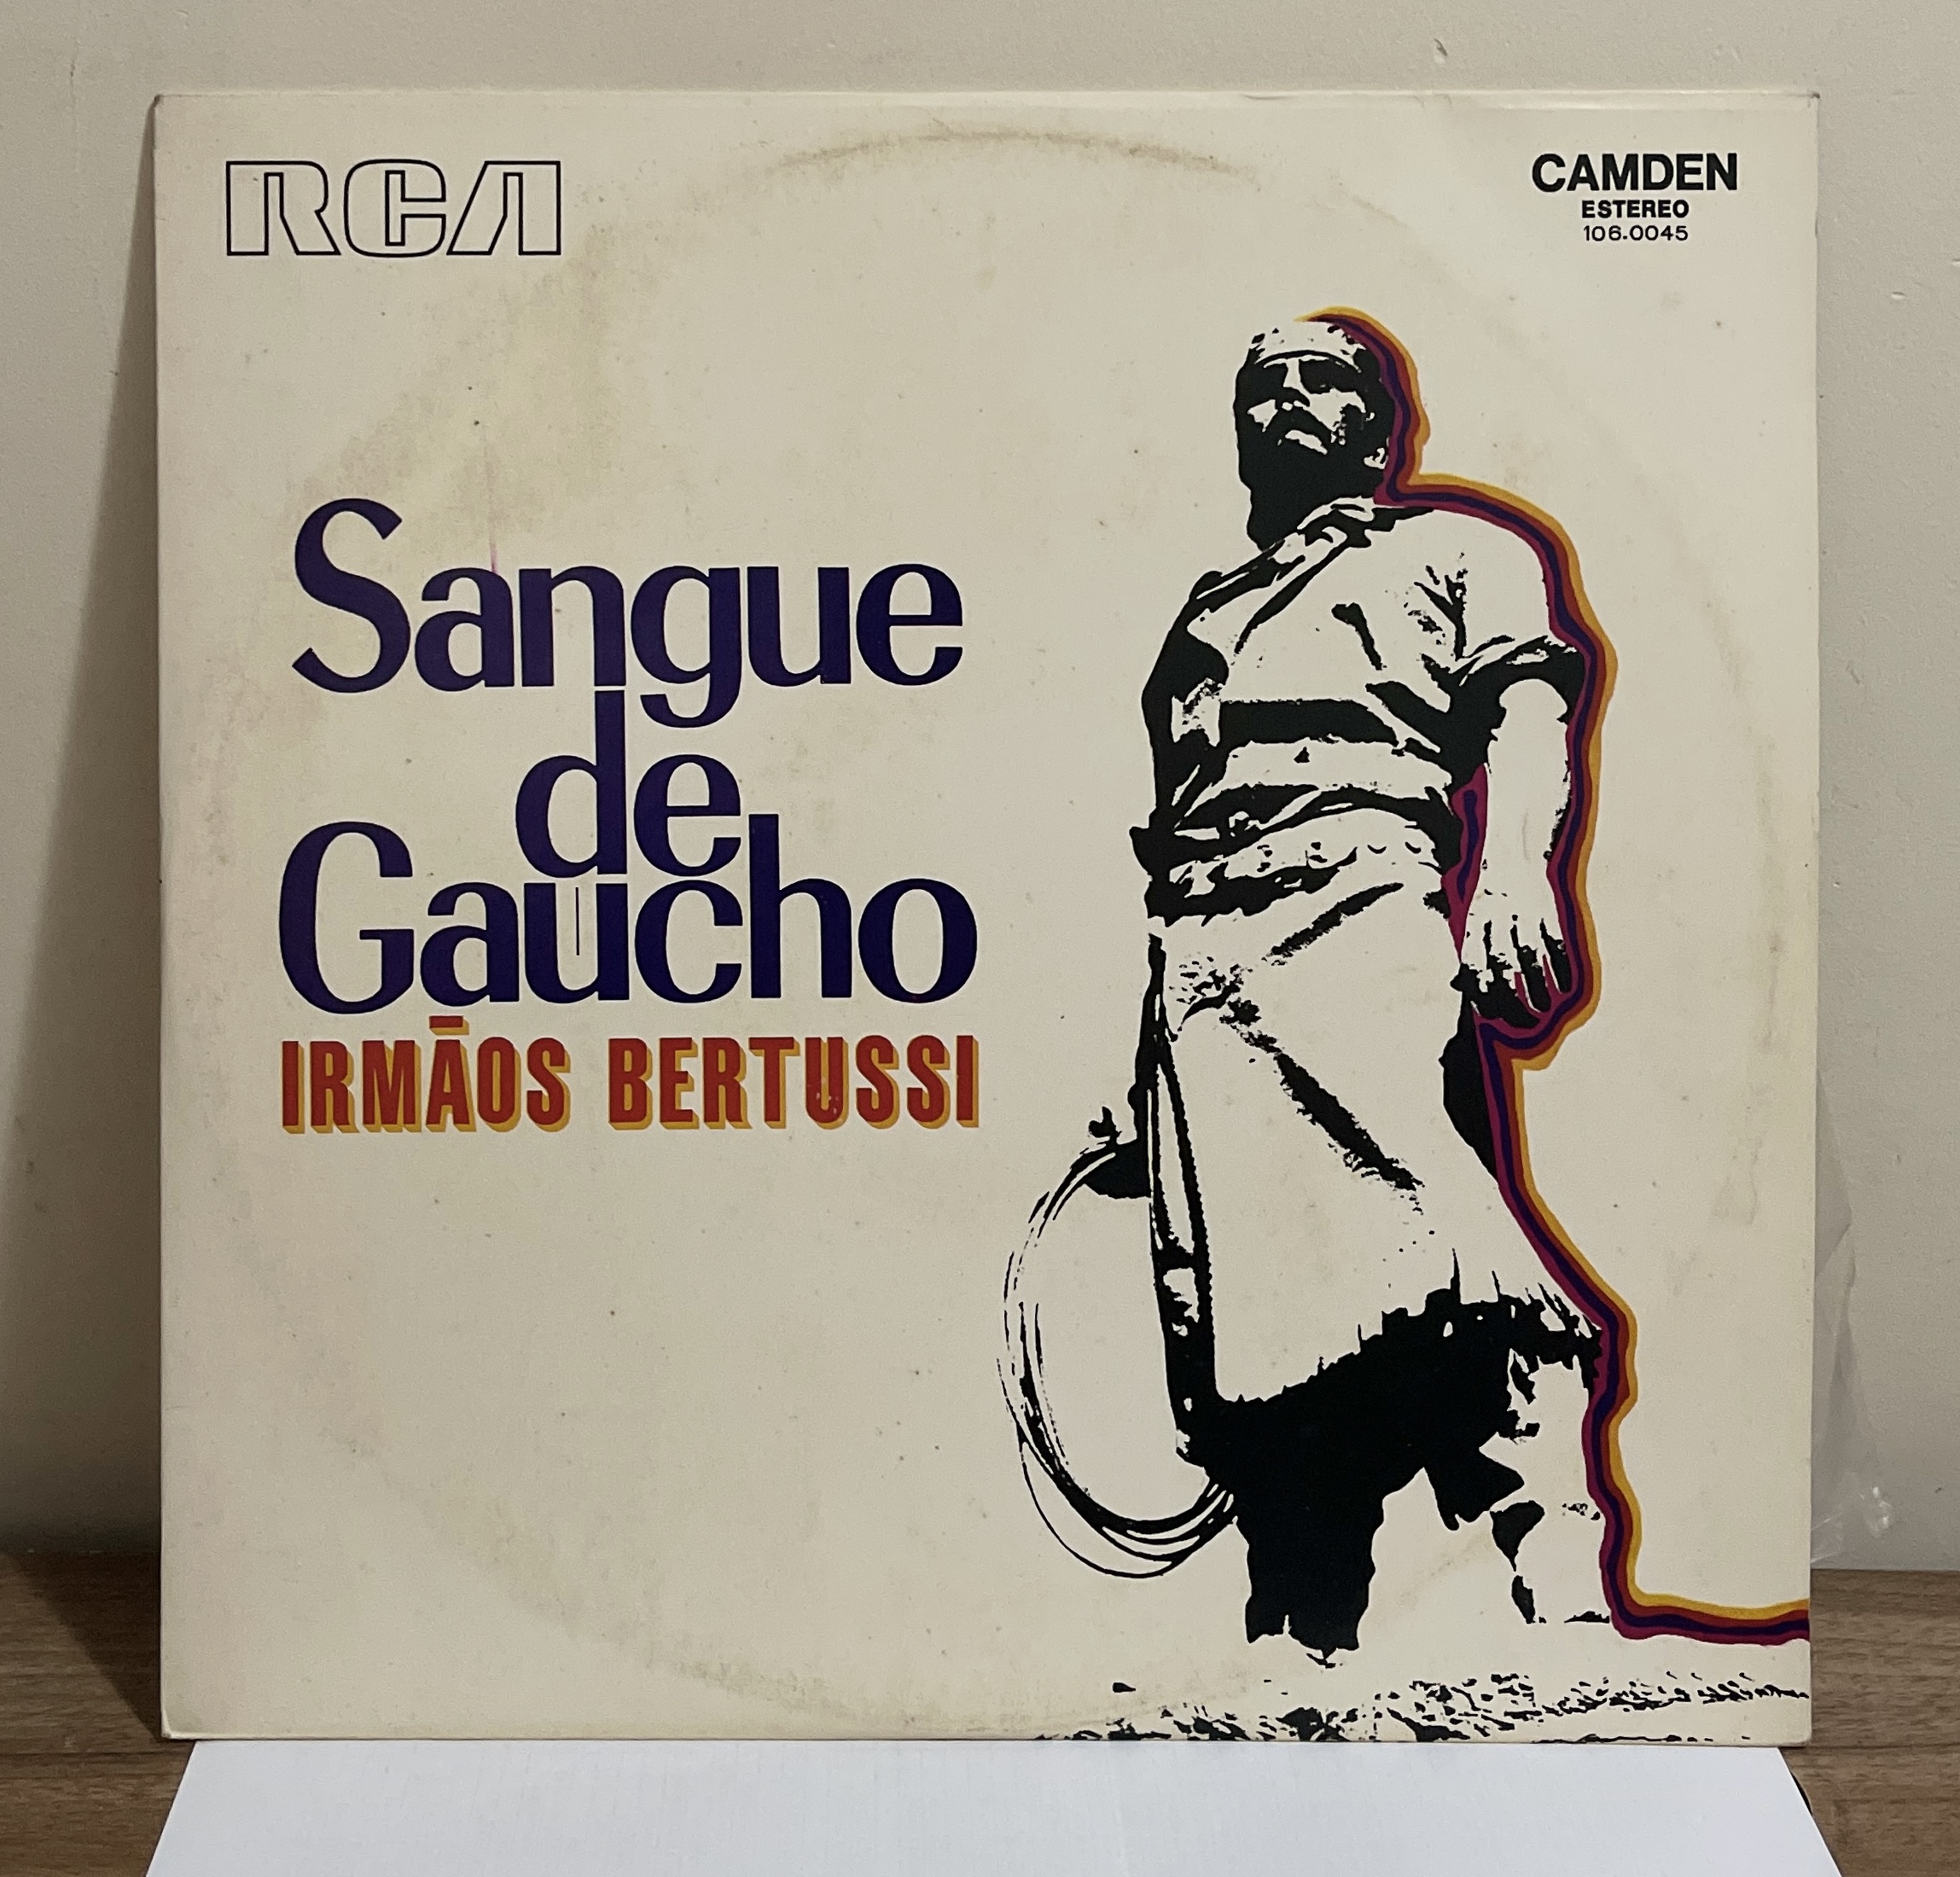 RCA
CAMDEN
ESTEREO
106.0045
Sangue
de
Gaucho
IRMÃOS BERTUSSI